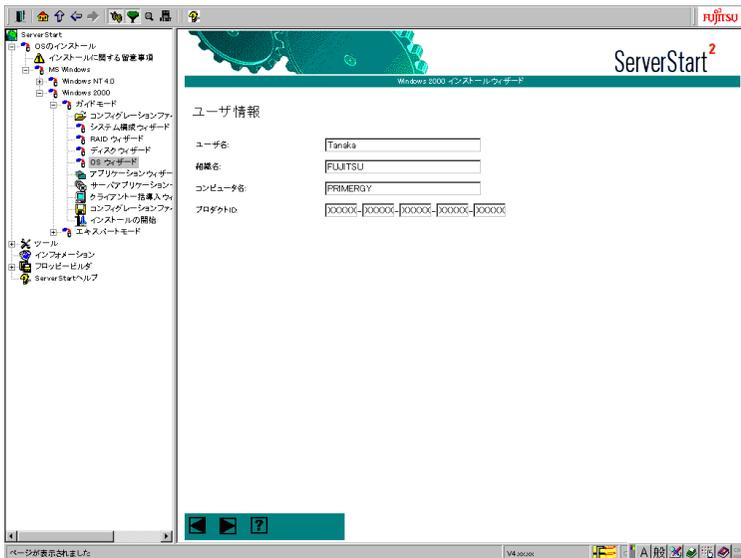 FUJITSU
ServerStart
OSのインストール
インストールに関する留意事項
MS Windows
Windows NT 4.0
Windows 2000
ガイドモード
コンフィグレーションファ
システム構成ウィザード
RAID ウィザード
ディスクウィザード
OS ウィザード
アプリケーションウィザー
サーバアプリケーション
クライアント一括導入ウィ
コンフィグレーションファ
インストールの開始
エキスパートモード
ツール
インフォメーション
フロッピービルダ
ServerStartヘルプ
ServerStart2
Windows 2000 インストールウィザード
ユーザ情報
ユーザ名: Tanaka
組織名: FUJITSU
コンピュータ名: PRIMERGY
プロダクトID: XXXXX-XXXXX-XXXXX-XXXXX-XXXXX
?
ページが表示されました
V4.xx.xx
A般